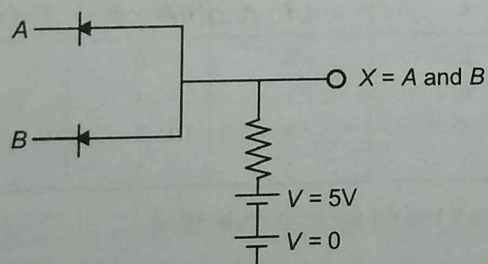 A
X = A and B
B
V = 5V
V = 0